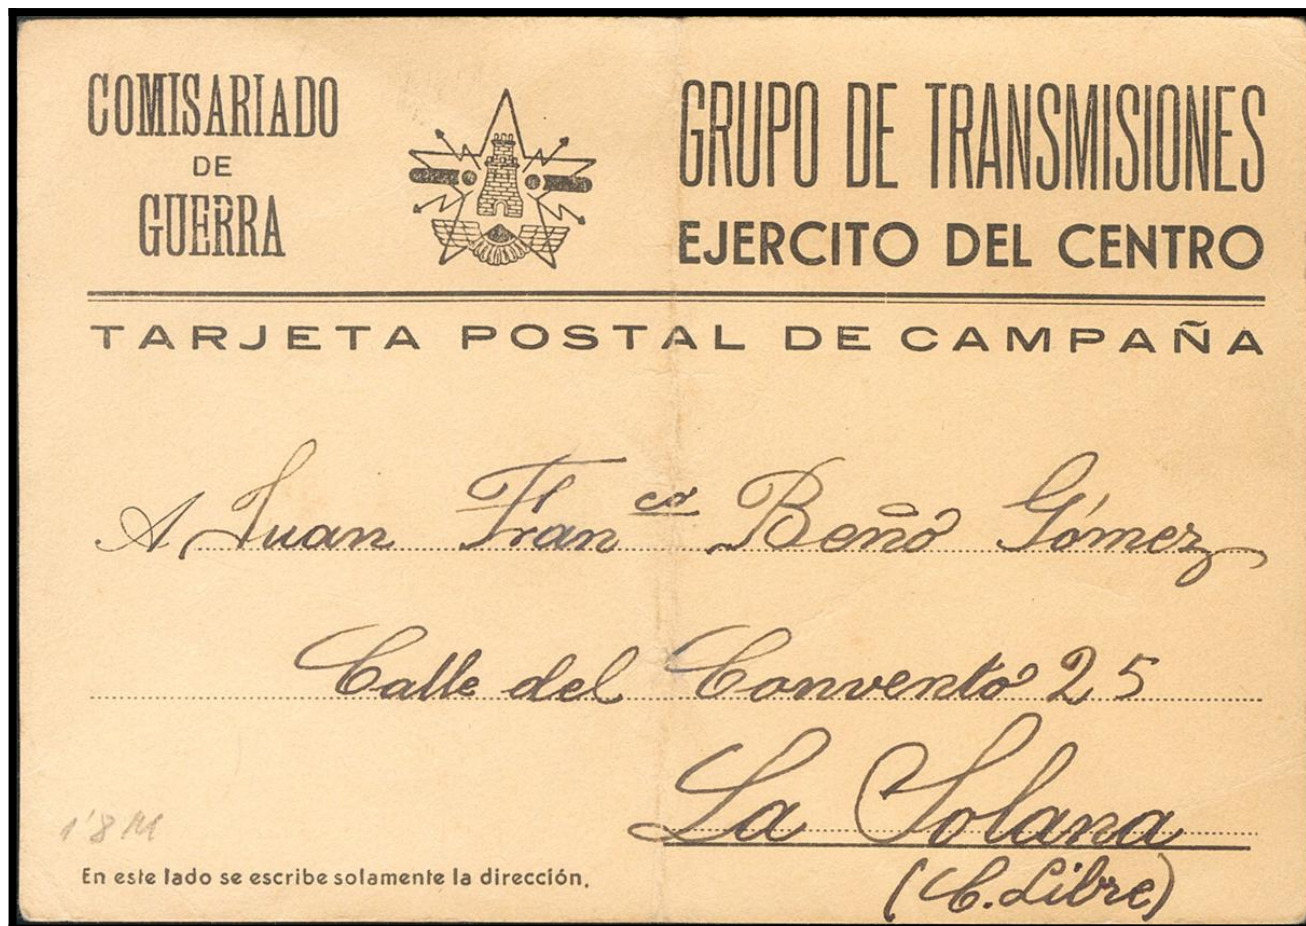 COMISARIADO
DE
GUERRA
GRUPO DE TRANSMISIONES
EJERCITO DEL CENTRO
TARJETA POSTAL DE CAMPAÑA
A Juan Fran co Beño Gómez
Calle del Convento 25
La Solana
(C. Libre)
1'8 M
En este lado se escribe solamente la dirección.